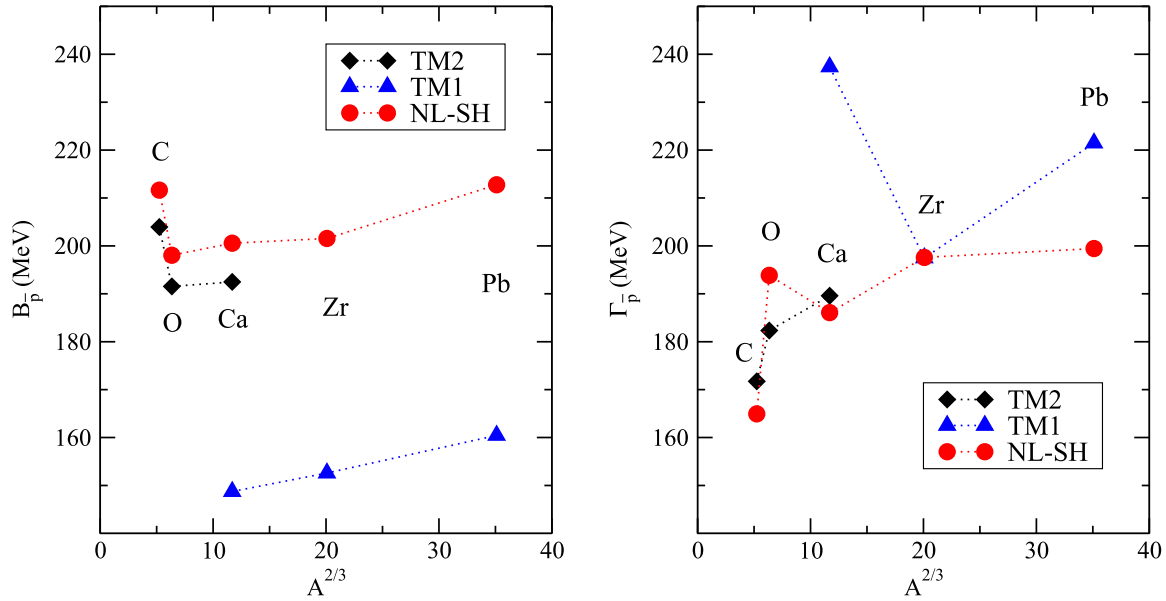 240
220
200
180
160
B_p̄ (MeV)
0
10
20
30
40
A^{2/3}
TM2
TM1
NL-SH
C
O
Ca
Zr
Pb
240
220
200
180
160
Γ_p̄ (MeV)
0
10
20
30
40
A^{2/3}
Pb
Zr
O
Ca
C
TM2
TM1
NL-SH